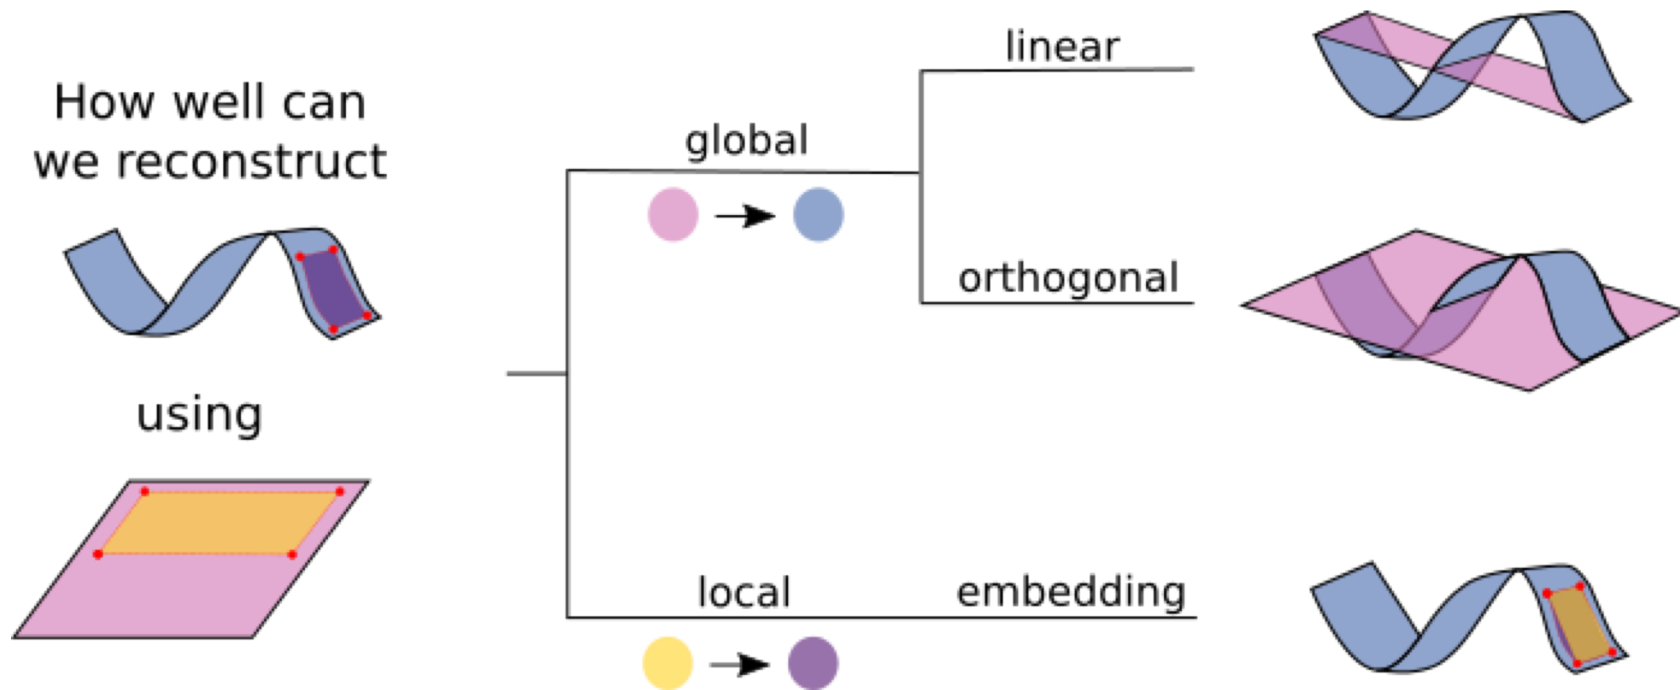 How well can
we reconstruct
using
global
linear
orthogonal
local
embedding